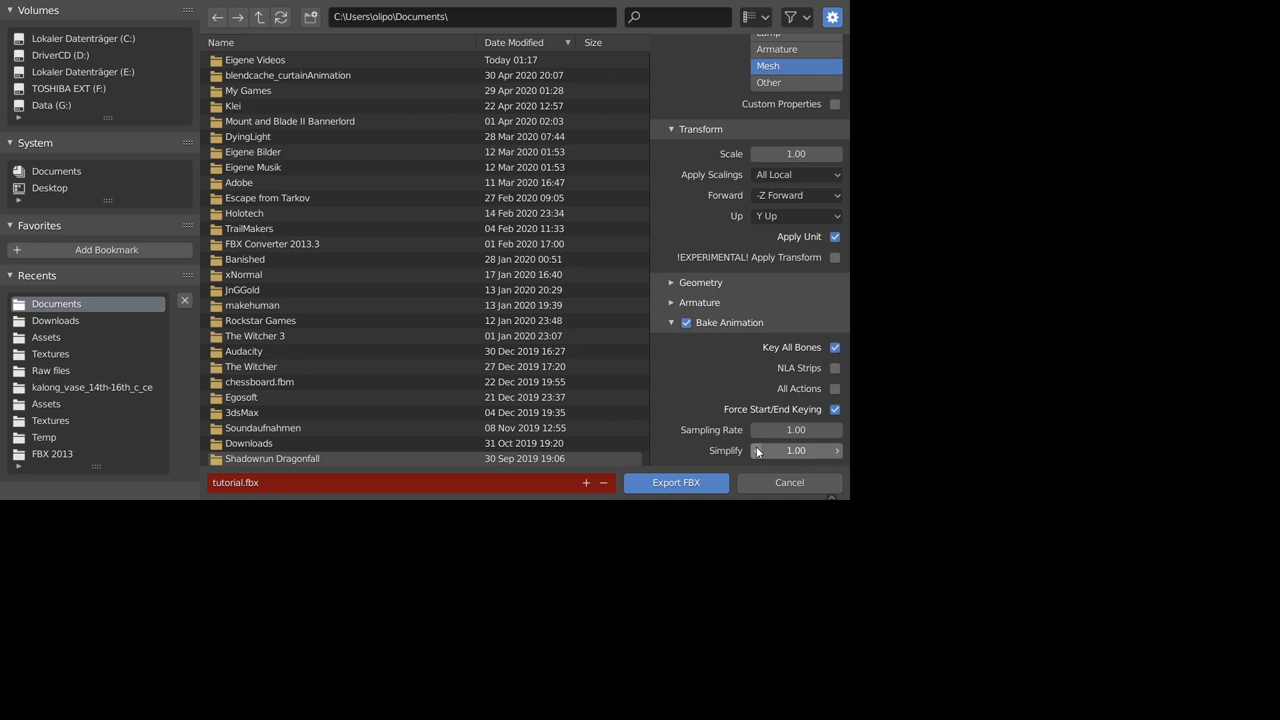 Volumes
Lokaler Datenträger (C:)
DriverCD (D:)
Lokaler Datenträger (E:)
TOSHIBA EXT (F:)
Data (G:)
System
Documents
Desktop
Favorites
Add Bookmark
Recents
Documents
Downloads
Assets
Textures
Raw files
kalong_vase_14th-16th_c_ce
Assets
Textures
Temp
FBX 2013
C:\Users\olipo\Documents\
Name Date Modified Size
Eigene Videos Today 01:17
blendcache_curtainAnimation 30 Apr 2020 20:07
My Games 29 Apr 2020 01:28
Klei 22 Apr 2020 12:57
Mount and Blade II Bannerlord 01 Apr 2020 02:03
DyingLight 28 Mar 2020 07:44
Eigene Bilder 12 Mar 2020 01:53
Eigene Musik 12 Mar 2020 01:53
Adobe 11 Mar 2020 16:47
Escape from Tarkov 27 Feb 2020 09:05
Holotech 14 Feb 2020 23:34
TrailMakers 04 Feb 2020 11:33
FBX Converter 2013.3 01 Feb 2020 17:00
Banished 28 Jan 2020 00:51
xNormal 17 Jan 2020 16:40
JnGGold 13 Jan 2020 20:29
makehuman 13 Jan 2020 19:39
Rockstar Games 12 Jan 2020 23:48
The Witcher 3 01 Jan 2020 23:07
Audacity 30 Dec 2019 16:27
The Witcher 27 Dec 2019 17:20
chessboard.fbm 22 Dec 2019 19:55
Egosoft 21 Dec 2019 23:37
3dsMax 04 Dec 2019 19:35
Soundaufnahmen 08 Nov 2019 12:55
Downloads 31 Oct 2019 19:20
Shadowrun Dragonfall 30 Sep 2019 19:06
tutorial.fbx
Lamp
Armature
Mesh
Other
Custom Properties
Transform
Scale 1.00
Apply Scalings All Local
Forward -Z Forward
Up Y Up
Apply Unit
!EXPERIMENTAL! Apply Transform
Geometry
Armature
Bake Animation
Key All Bones
NLA Strips
All Actions
Force Start/End Keying
Sampling Rate 1.00
Simplify 1.00
Export FBX Cancel